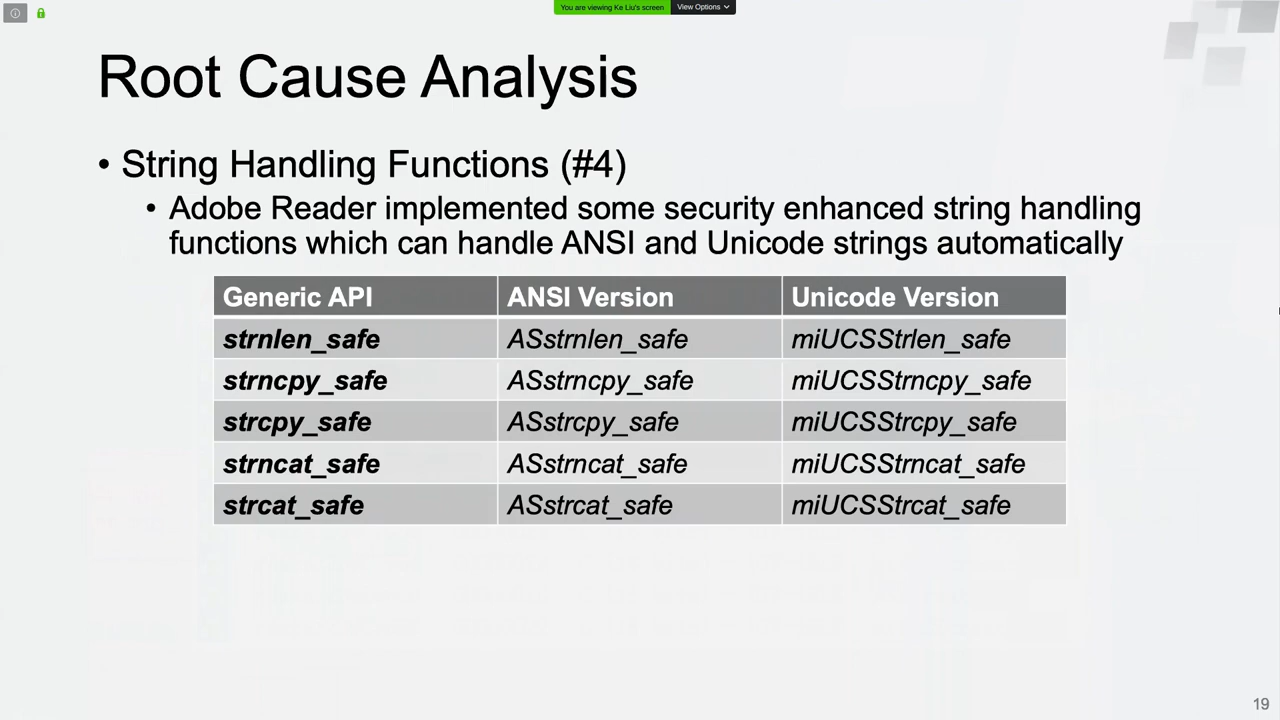 You are viewing Ke Liu's screen View Options
Root Cause Analysis
• String Handling Functions (#4)
• Adobe Reader implemented some security enhanced string handling
functions which can handle ANSI and Unicode strings automatically
Generic API ANSI Version Unicode Version
strnlen_safe ASstrnlen_safe miUCSStrlen_safe
strncpy_safe ASstrncpy_safe miUCSStrncpy_safe
strcpy_safe ASstrcpy_safe miUCSStrcpy_safe
strncat_safe ASstrncat_safe miUCSStrncat_safe
strcat_safe ASstrcat_safe miUCSStrcat_safe
19